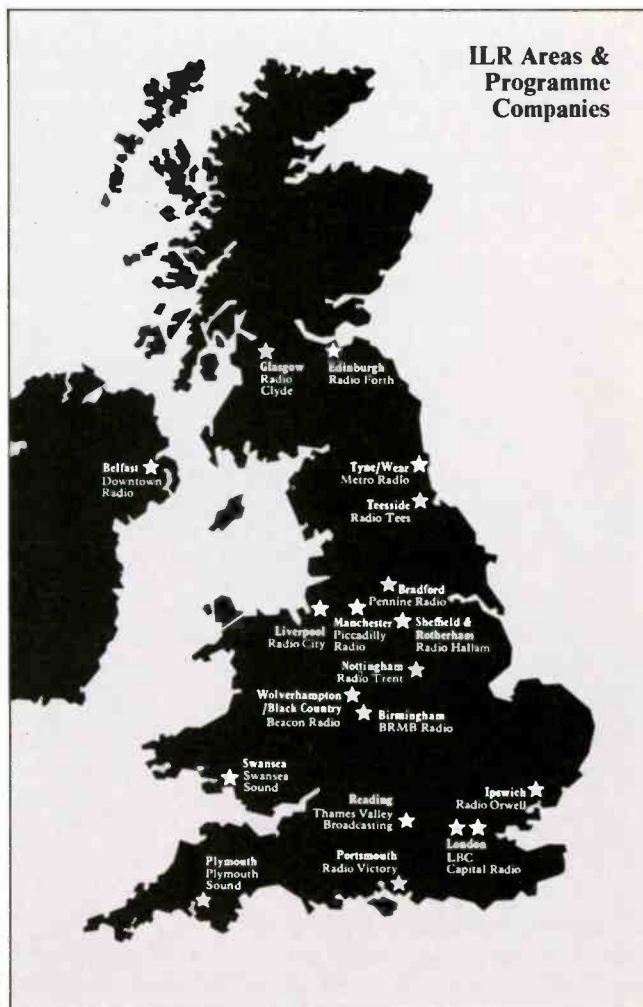 ILR Areas &
Programme
Companies
Glasgow
Radio
Clyde
Edinburgh
Radio Forth
Belfast
Downtown
Radio
Tyne/Wear
Metro Radio
Teesside
Radio Tees
Bradford
Pennine Radio
Liverpool
Radio City
Manchester
Piccadilly
Radio
Sheffield &
Rotherham
Radio Hallam
Nottingham
Radio Trent
Wolverhampton
/Black Country
Beacon Radio
Birmingham
BRMB Radio
Swansea
Swansea
Sound
Ipswich
Radio Orwell
Reading
Thames Valley
Broadcasting
London
LBC
Capital Radio
Plymouth
Plymouth
Sound
Portsmouth
Radio Victory